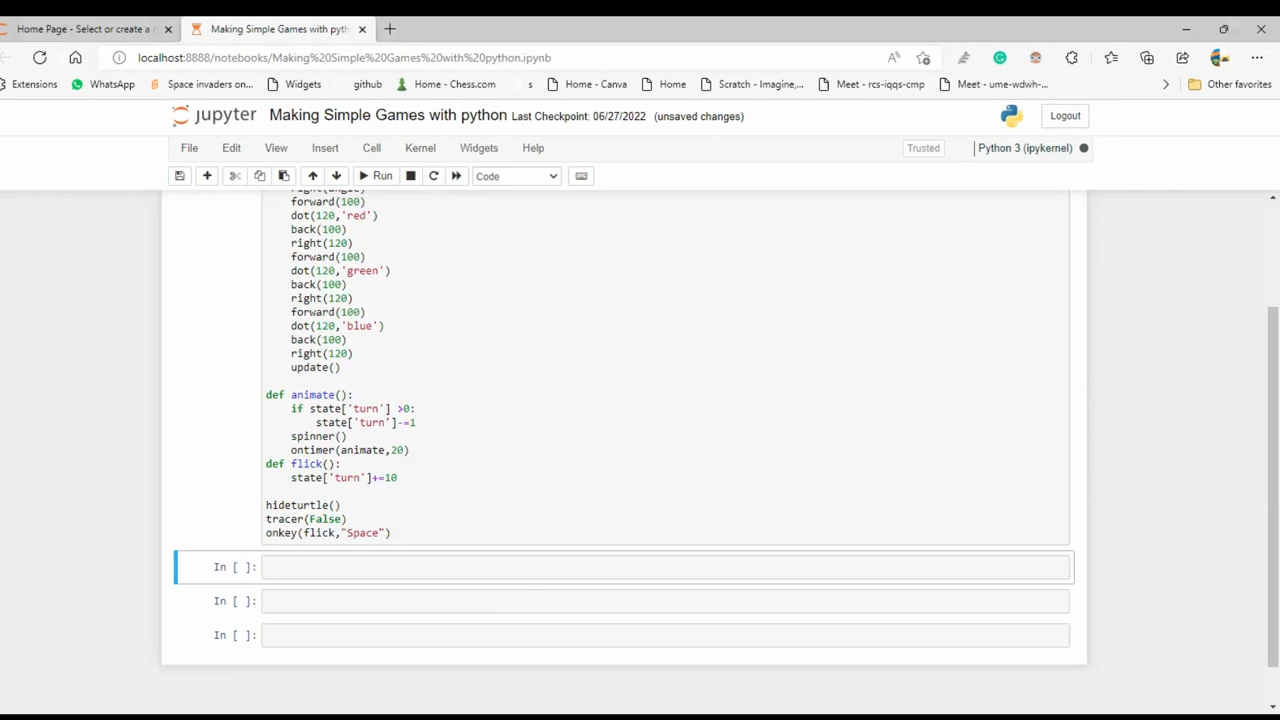 Home Page - Select or create a n
Making Simple Games with pyth
localhost:8888/notebooks/Making%20Simple%20Games%20with%20python.ipynb
Extensions
WhatsApp
Space invaders on...
Widgets
github
Home - Chess.com
s
Home - Canva
Home
Scratch - Imagine,...
Meet - rcs-iqqs-cmp
Meet - ume-wdwh-...
Other favorites
jupyter Making Simple Games with python Last Checkpoint: 06/27/2022 (unsaved changes)
Logout
File Edit View Insert Cell Kernel Widgets Help
Trusted
Python 3 (ipykernel)
Run
Code
right(angle)
forward(100)
dot(120,'red')
back(100)
right(120)
forward(100)
dot(120,'green')
back(100)
right(120)
forward(100)
dot(120,'blue')
back(100)
right(120)
update()
def animate():
if state['turn'] >0:
state['turn']-=1
spinner()
ontimer(animate,20)
def flick():
state['turn']+=10
hideturtle()
tracer(False)
onkey(flick,"Space")
In [ ]:
In [ ]:
In [ ]: